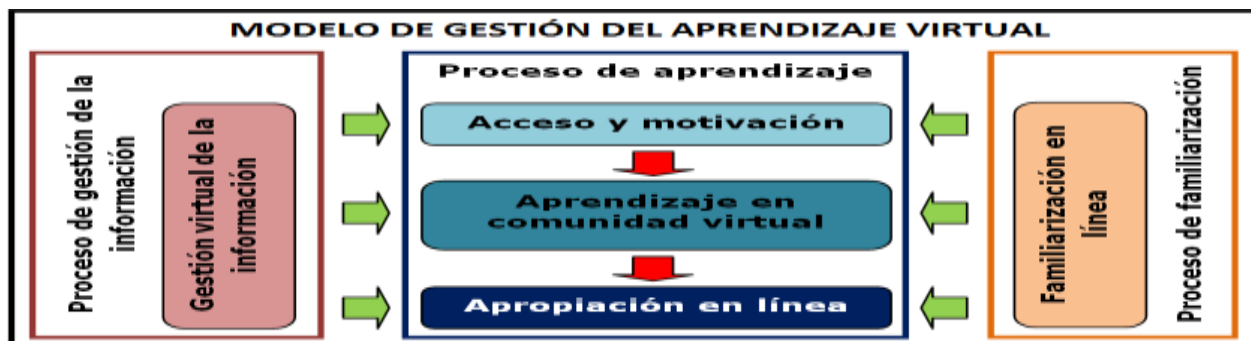 MODELO DE GESTIÓN DEL APRENDIZAJE VIRTUAL
Proceso de gestión de la
información
Gestión virtual de la
información
Proceso de aprendizaje
Acceso y motivación
Aprendizaje en
comunidad virtual
Apropiación en línea
Familiarización en
línea
Proceso de familiarización